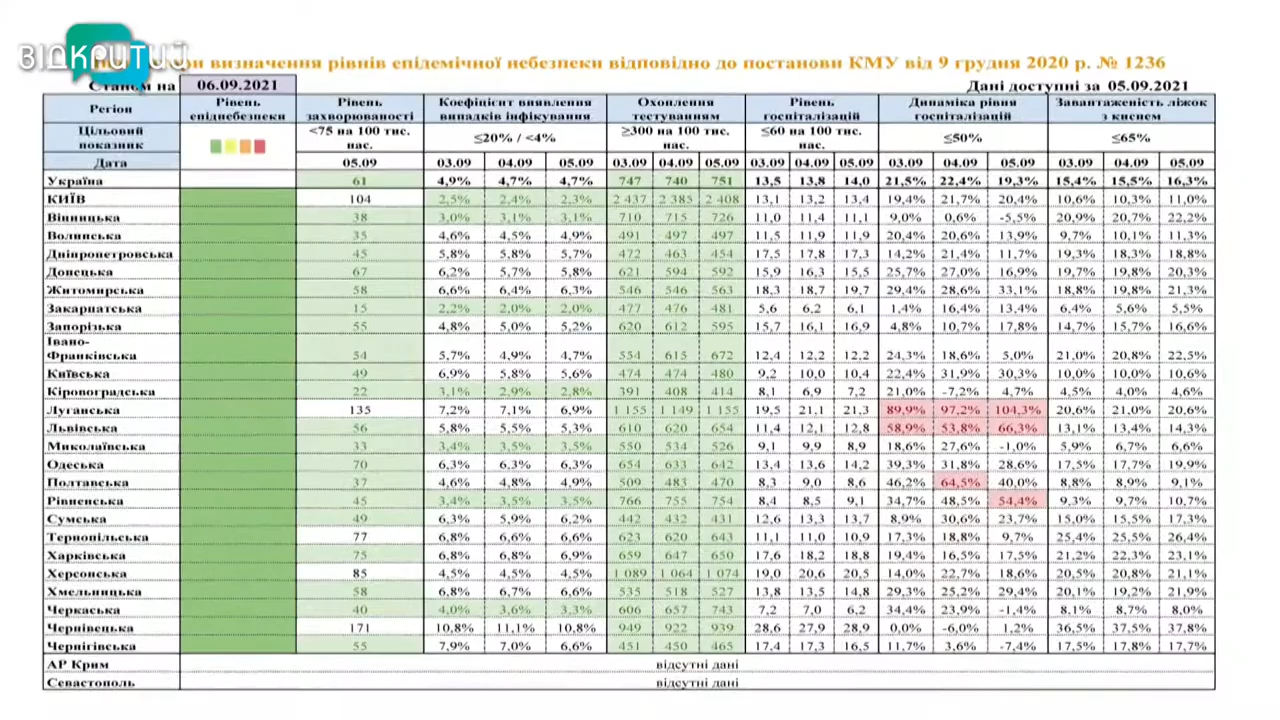 ВІДКРИТИЙ
визначення рівнів епідемічної небезпеки відповідно до постанови КМУ від 9 грудня 2020 р. № 1236
Станом на 06.09.2021 Дані доступні за 05.09.2021
Регіон Рівень епіднебезпеки Рівень захворюваності Коефіцієнт виявлення випадків інфікування Охоплення тестуванням Рівень госпіталізацій Динаміка рівня госпіталізацій Завантаженість ліжок з киснем
Цільовий показник <75 на 100 тис. нас. ≤20% / <4% ≥300 на 100 тис. нас. ≤60 на 100 тис. нас. ≤50% ≤65%
Дата 05.09 03.09 04.09 05.09 03.09 04.09 05.09 03.09 04.09 05.09 03.09 04.09 05.09 03.09 04.09 05.09
Україна 61 4,9% 4,7% 4,7% 747 740 751 13,5 13,8 14,0 21,5% 22,4% 19,3% 15,4% 15,5% 16,3%
КИЇВ 104 2,5% 2,4% 2,3% 2 437 2 385 2 408 13,1 13,2 13,4 19,4% 21,7% 20,4% 10,6% 10,3% 11,0%
Вінницька 38 3,0% 3,1% 3,1% 710 715 726 11,0 11,4 11,1 9,0% 0,6% -5,5% 20,9% 20,7% 22,2%
Волинська 35 4,6% 4,5% 4,9% 491 497 497 11,5 11,9 11,9 20,4% 20,6% 13,9% 9,7% 10,1% 11,3%
Дніпропетровська 45 5,8% 5,8% 5,7% 472 463 454 17,5 17,8 17,3 14,2% 21,4% 11,7% 19,3% 18,3% 18,8%
Донецька 67 6,2% 5,7% 5,8% 621 594 592 15,9 16,3 15,5 25,7% 27,0% 16,9% 19,7% 19,8% 20,3%
Житомирська 58 6,6% 6,4% 6,3% 546 546 563 18,3 18,7 19,7 29,4% 28,6% 33,1% 18,8% 19,8% 21,3%
Закарпатська 15 2,2% 2,0% 2,0% 477 476 481 5,6 6,2 6,1 1,4% 16,4% 13,4% 6,4% 5,6% 5,5%
Запорізька 55 4,8% 5,0% 5,2% 620 612 595 15,7 16,1 16,9 4,8% 10,7% 17,8% 14,7% 15,7% 16,6%
Івано-
Франківська 54 5,7% 4,9% 4,7% 554 615 672 12,4 12,2 12,2 24,3% 18,6% 5,0% 21,0% 20,8% 22,5%
Київська 49 6,9% 5,8% 5,6% 474 474 480 9,2 10,0 10,4 22,4% 31,9% 30,3% 10,0% 10,0% 10,6%
Кіровоградська 22 3,1% 2,9% 2,8% 391 408 414 8,1 6,9 7,2 21,0% -7,2% 4,7% 4,5% 4,0% 4,6%
Луганська 135 7,2% 7,1% 6,9% 1 155 1 149 1 155 19,5 21,1 21,3 89,9% 97,2% 104,3% 20,6% 21,0% 20,6%
Львівська 56 5,8% 5,5% 5,3% 610 620 654 11,4 12,1 12,8 58,9% 53,8% 66,3% 13,1% 13,4% 14,3%
Миколаївська 33 3,4% 3,5% 3,5% 550 534 526 9,1 9,9 8,9 18,6% 27,6% -1,0% 5,9% 6,7% 6,6%
Одеська 70 6,3% 6,3% 6,3% 654 633 642 13,4 13,6 14,2 39,3% 31,8% 28,6% 17,5% 17,7% 19,9%
Полтавська 37 4,6% 4,8% 4,9% 509 483 470 8,3 9,0 8,6 46,2% 64,5% 40,0% 8,8% 8,9% 9,1%
Рівненська 45 3,4% 3,5% 3,5% 766 755 754 8,4 8,5 9,1 34,7% 48,5% 54,4% 9,3% 9,7% 10,7%
Сумська 49 6,3% 5,9% 6,2% 442 432 431 12,6 13,3 13,7 8,9% 30,6% 23,7% 15,0% 15,5% 17,3%
Тернопільська 77 6,8% 6,6% 6,6% 623 620 643 11,1 11,0 10,9 17,3% 18,8% 9,7% 25,4% 25,5% 26,4%
Харківська 75 6,8% 6,8% 6,9% 659 647 650 17,6 18,2 18,8 19,4% 16,5% 17,5% 21,2% 22,3% 23,1%
Херсонська 85 4,5% 4,5% 4,5% 1 089 1 064 1 074 19,0 20,6 20,5 14,0% 22,7% 18,6% 20,5% 20,8% 21,1%
Хмельницька 58 6,8% 6,7% 6,6% 535 518 527 13,8 13,5 14,8 29,3% 25,2% 29,4% 20,1% 19,2% 21,9%
Черкаська 40 4,0% 3,6% 3,3% 606 657 743 7,2 7,0 6,2 34,4% 23,9% -1,4% 8,1% 8,7% 8,0%
Чернівецька 171 10,8% 11,1% 10,8% 949 922 939 28,6 27,9 28,9 0,0% -6,0% 1,2% 36,5% 37,5% 37,8%
Чернігівська 55 7,9% 7,0% 6,6% 451 450 465 17,4 17,3 16,5 11,7% 3,6% -7,4% 17,5% 17,8% 17,7%
АР Крим відсутні дані
Севастополь відсутні дані